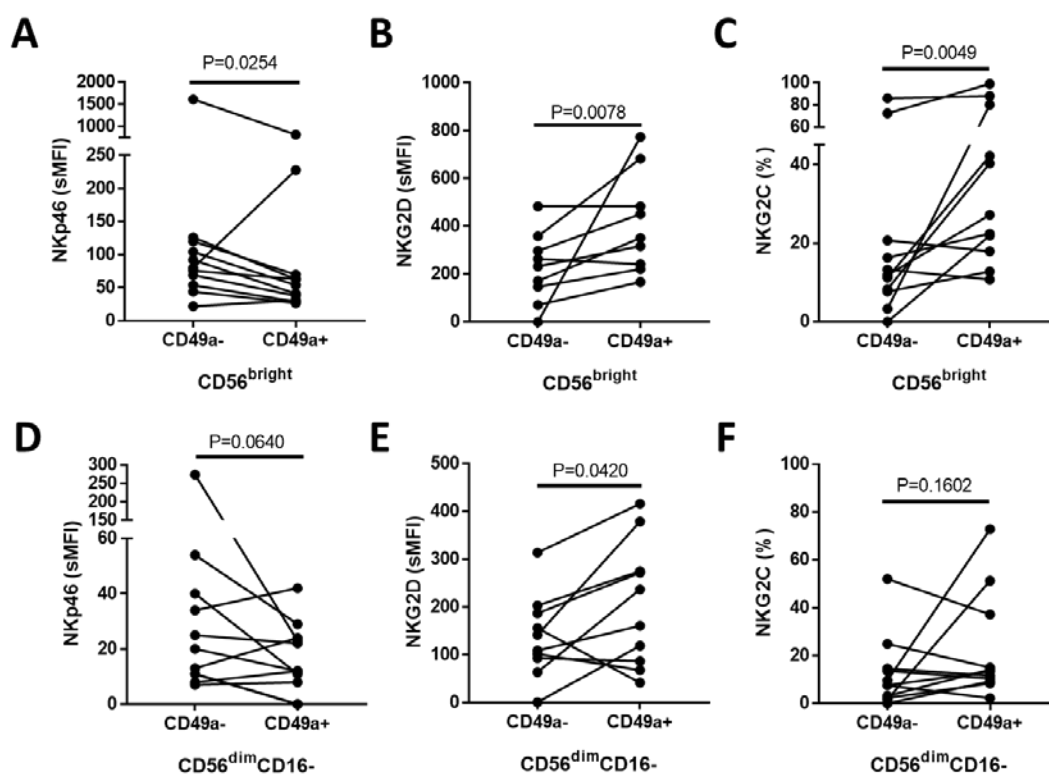 A
P=0.0254
NKp46 (sMFI)
2000
1500
1000
250
200
150
100
50
0
CD49a- CD49a+
CD56bright
B
P=0.0078
NKG2D (sMFI)
1000
800
600
400
200
0
CD49a- CD49a+
CD56bright
C
P=0.0049
NKG2C (%)
100
80
60
40
20
0
CD49a- CD49a+
CD56bright
D
P=0.0640
NKp46 (sMFI)
300
250
200
150
60
40
20
0
CD49a- CD49a+
CD56dimCD16-
E
P=0.0420
NKG2D (sMFI)
500
400
300
200
100
0
CD49a- CD49a+
CD56dimCD16-
F
P=0.1602
NKG2C (%)
100
80
60
40
20
0
CD49a- CD49a+
CD56dimCD16-